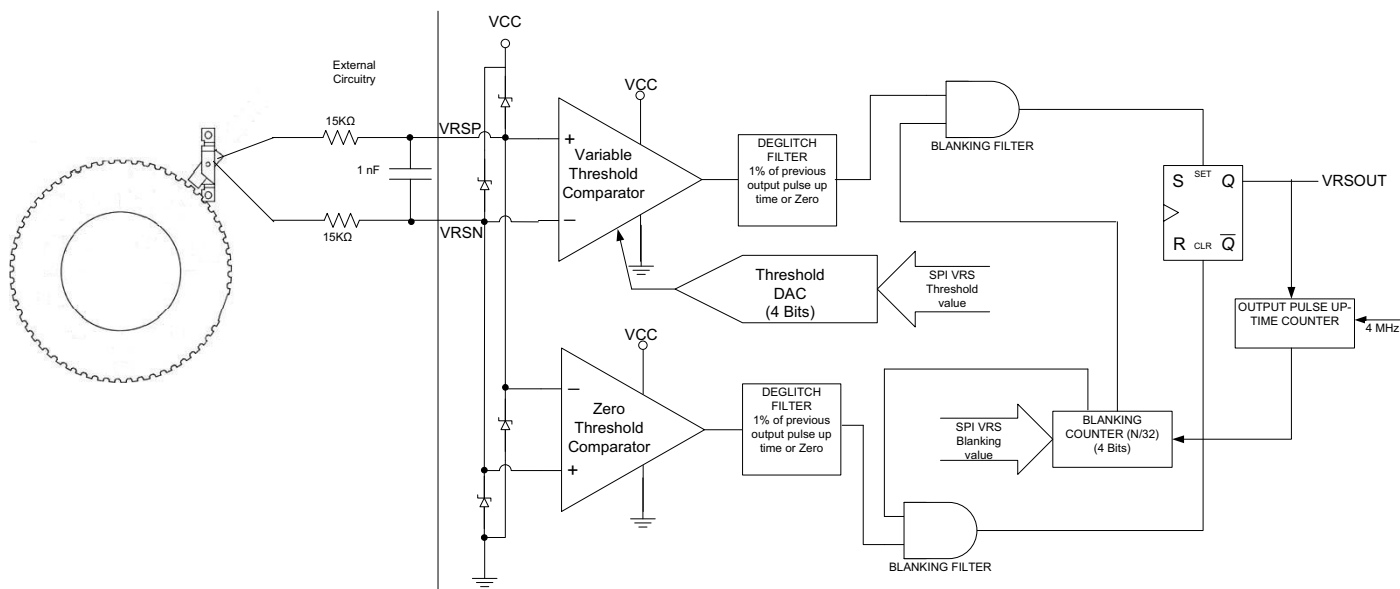 VCC
External
Circuitry
15KΩ
VRSP
1 nF
15KΩ
VRSN
VCC
+
Variable
Threshold
Comparator
−
DEGLITCH
FILTER
1% of previous
output pulse up
time or Zero
BLANKING FILTER
S SET Q
R CLR Q̅
VRSOUT
Threshold
DAC
(4 Bits)
SPI VRS
Threshold
value
OUTPUT PULSE UP-
TIME COUNTER
4 MHz
VCC
−
Zero
Threshold
Comparator
+
DEGLITCH
FILTER
1% of previous
output pulse up
time or Zero
SPI VRS
Blanking
value
BLANKING
COUNTER (N/32)
(4 Bits)
BLANKING FILTER